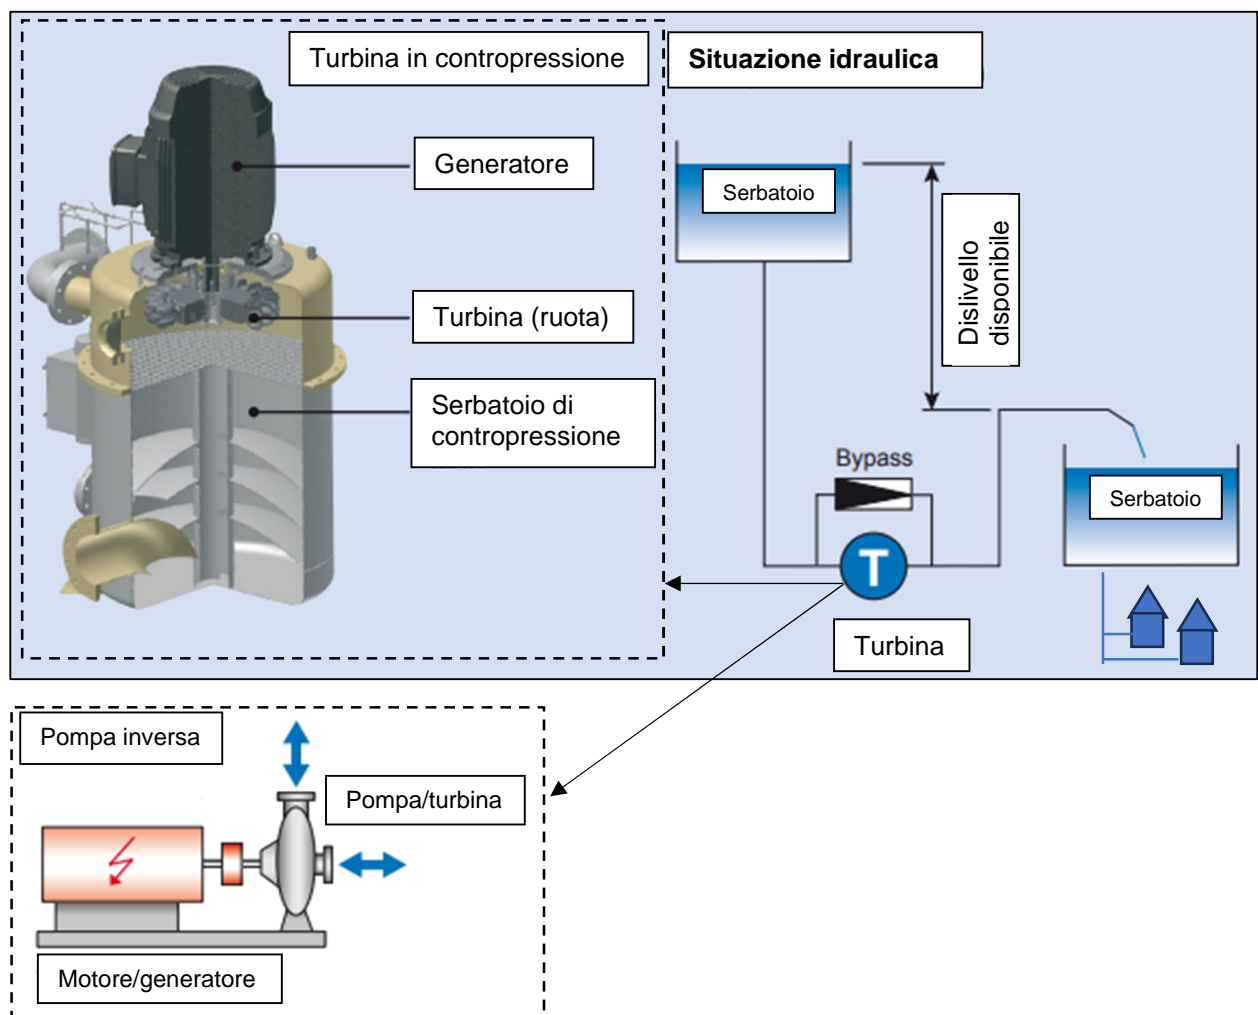 Turbina in contropressione
Situazione idraulica
Generatore
Serbatoio
Dislivello
disponibile
Turbina (ruota)
Serbatoio di
contropressione
Bypass
Serbatoio
T
Turbina
Pompa inversa
Pompa/turbina
Motore/generatore